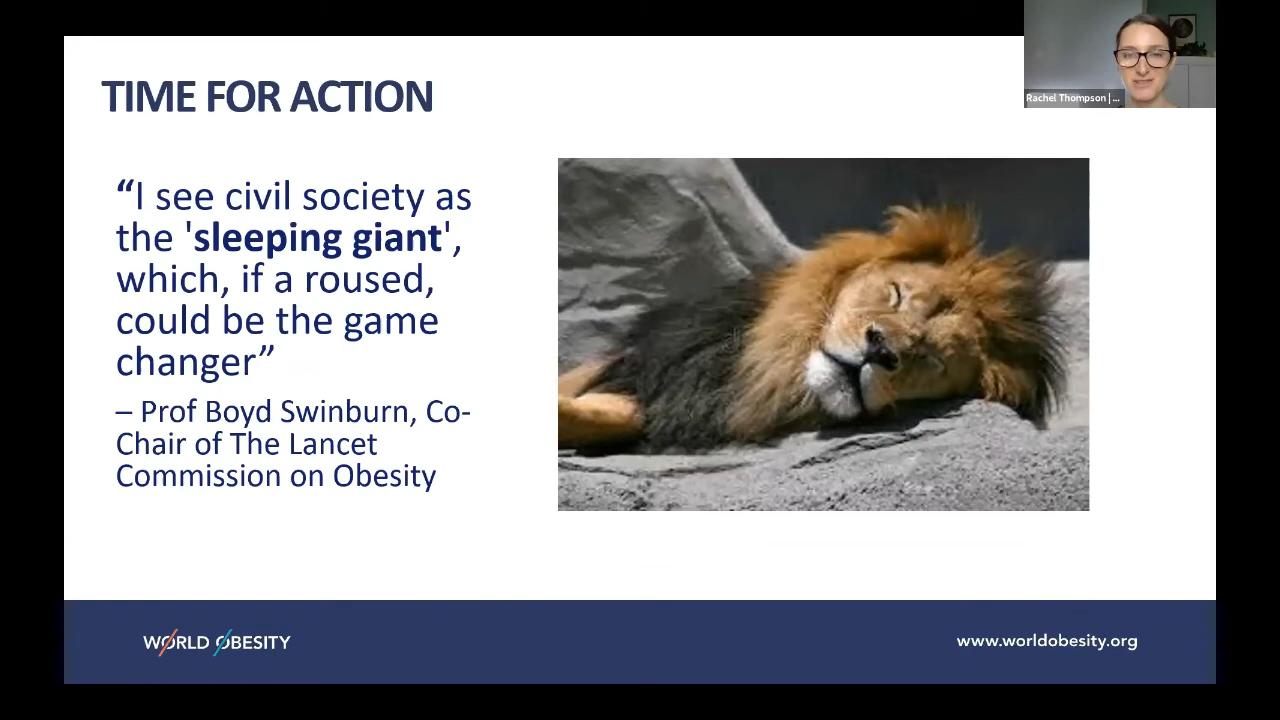 TIME FOR ACTION
Rachel Thompson | ...
“I see civil society as
the 'sleeping giant',
which, if a roused,
could be the game
changer”
– Prof Boyd Swinburn, Co-
Chair of The Lancet
Commission on Obesity
WORLD OBESITY
www.worldobesity.org